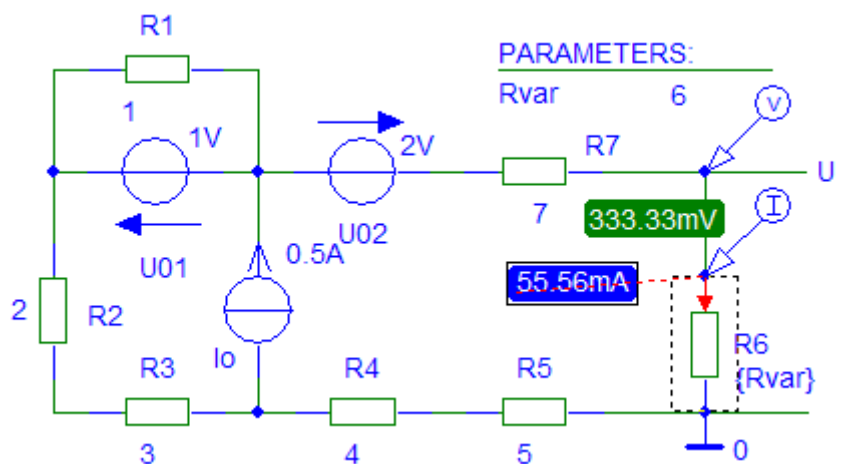 R1
PARAMETERS:
Rvar 6
V
1
1V
2V
R7
U
U01
U02
7
333.33mV
I
0.5A
55.56mA
2
R2
Io
R6
{Rvar}
R3
R4
R5
3
4
5
0